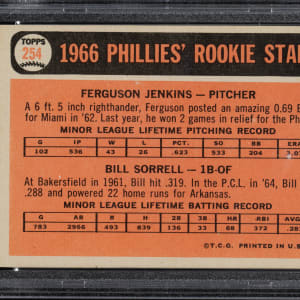 TOPPS
254
1966 PHILLIES' ROOKIE STA
FERGUSON JENKINS — PITCHER
A 6 ft. 5 inch righthander, Ferguson posted an amazing 0.69 E
for Miami in '62. Last year, he won 2 games in relief for the Ph
MINOR LEAGUE LIFETIME PITCHING RECORD
G IP W L PCT. SO BB ERA
102 536 43 26 .623 533 204
BILL SORRELL — 1B-OF
At Bakersfield in 1961, Bill hit .319. In the P.C.L. in '64, Bill
.288 and powered 22 home runs for Arkansas.
MINOR LEAGUE LIFETIME BATTING RECORD
G AB R H 2B 3B HR RBI AVG
783 2966 493 839 136 33 68 373
©T.C.G. PRINTED IN U.S